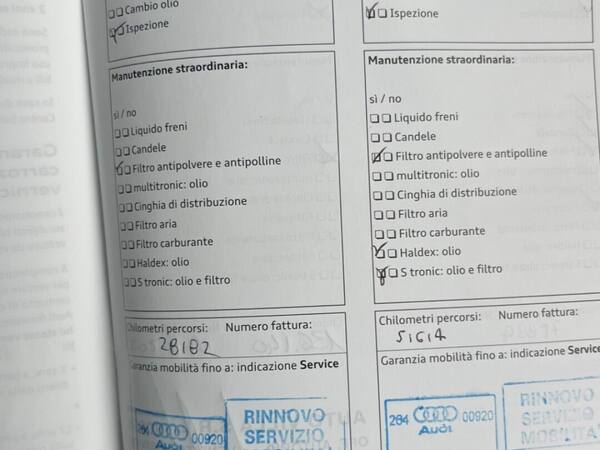 Cambio olio
Ispezione
Manutenzione straordinaria:
sì / no
Liquido freni
Candele
Filtro antipolvere e antipolline
multitronic: olio
Cinghia di distribuzione
Filtro aria
Filtro carburante
Haldex: olio
S tronic: olio e filtro
Chilometri percorsi: Numero fattura:
28182
Garanzia mobilità fino a: indicazione Service
284 Audi 00920
RINNOVO
SERVIZIO
Ispezione
Manutenzione straordinaria:
sì / no
Liquido freni
Candele
Filtro antipolvere e antipolline
multitronic: olio
Cinghia di distribuzione
Filtro aria
Filtro carburante
Haldex: olio
S tronic: olio e filtro
Chilometri percorsi: Numero fattura:
51614
Garanzia mobilità fino a: indicazione Service
284 Audi 00920
RINNOVO
SERVIZIO
MOBILITA'